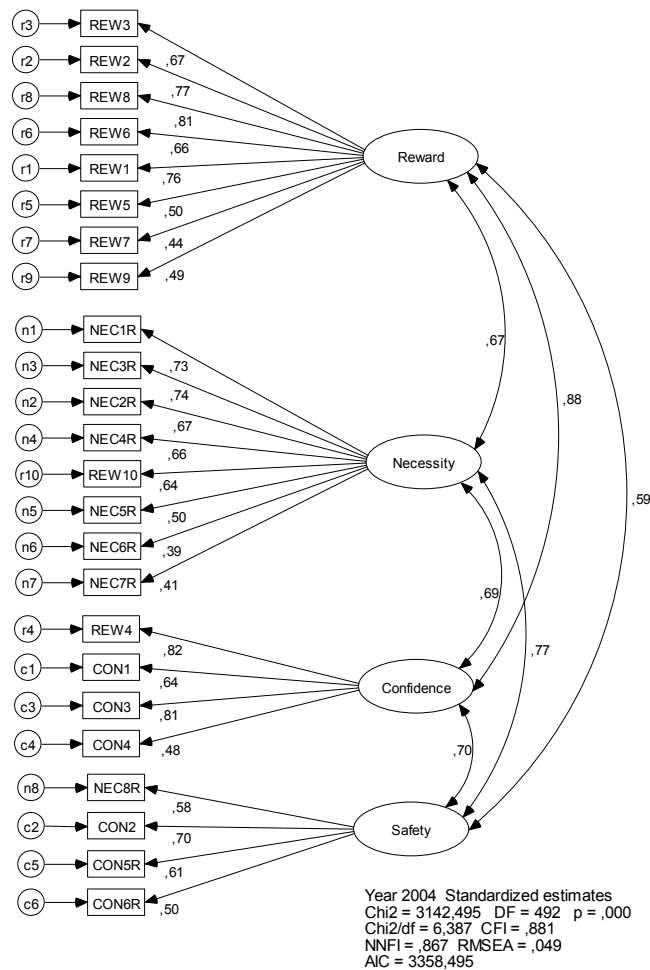 r3 REW3
,67
r2 REW2
,77
r8 REW8
,81
r6 REW6
,66
r1 REW1
,76
r5 REW5
,50
r7 REW7
,44
r9 REW9
,49
Reward
,67
,88
,59
n1 NEC1R
,73
n3 NEC3R
,74
n2 NEC2R
,67
n4 NEC4R
,66
r10 REW10
,64
n5 NEC5R
,50
n6 NEC6R
,39
n7 NEC7R
,41
Necessity
,69
,77
r4 REW4
,82
c1 CON1
,64
c3 CON3
,81
c4 CON4
,48
Confidence
,70
n8 NEC8R
,58
c2 CON2
,70
c5 CON5R
,61
c6 CON6R
,50
Safety
Year 2004 Standardized estimates
Chi2 = 3142,495 DF = 492 p = ,000
Chi2/df = 6,387 CFI = ,881
NNFI = ,867 RMSEA = ,049
AIC = 3358,495